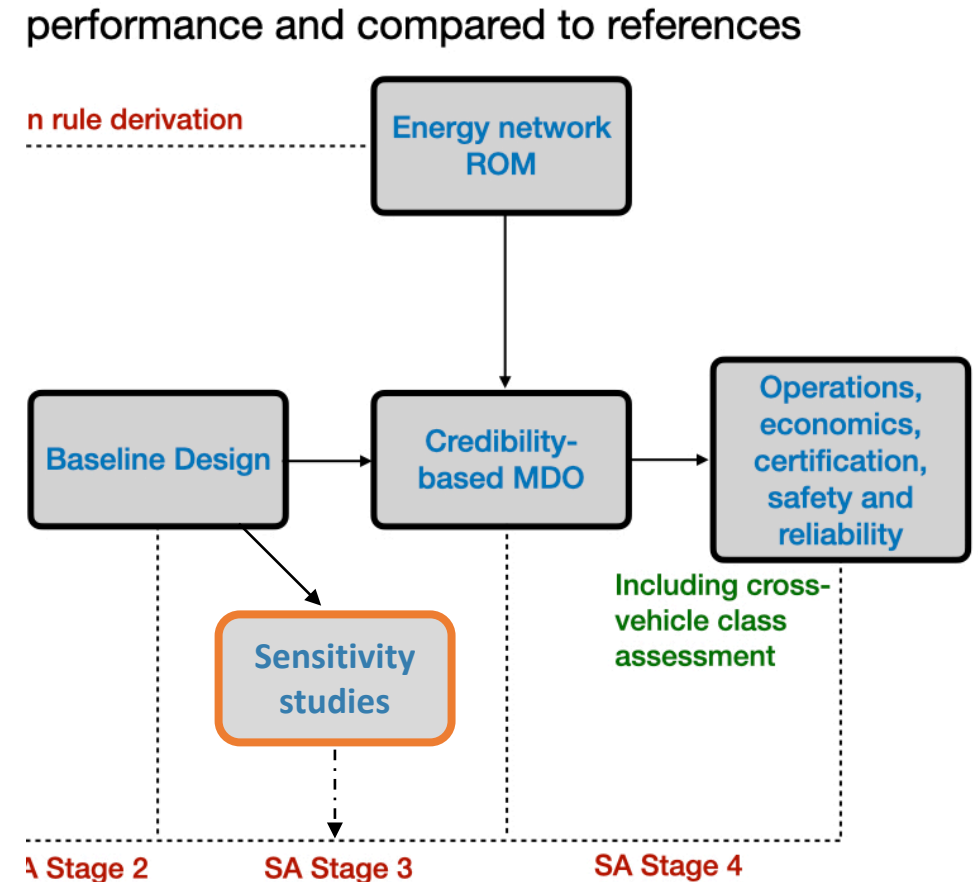 performance and compared to references
n rule derivation
Energy network
ROM
Baseline Design
Credibility-
based MDO
Operations,
economics,
certification,
safety and
reliability
Including cross-
vehicle class
assessment
Sensitivity
studies
A Stage 2
SA Stage 3
SA Stage 4